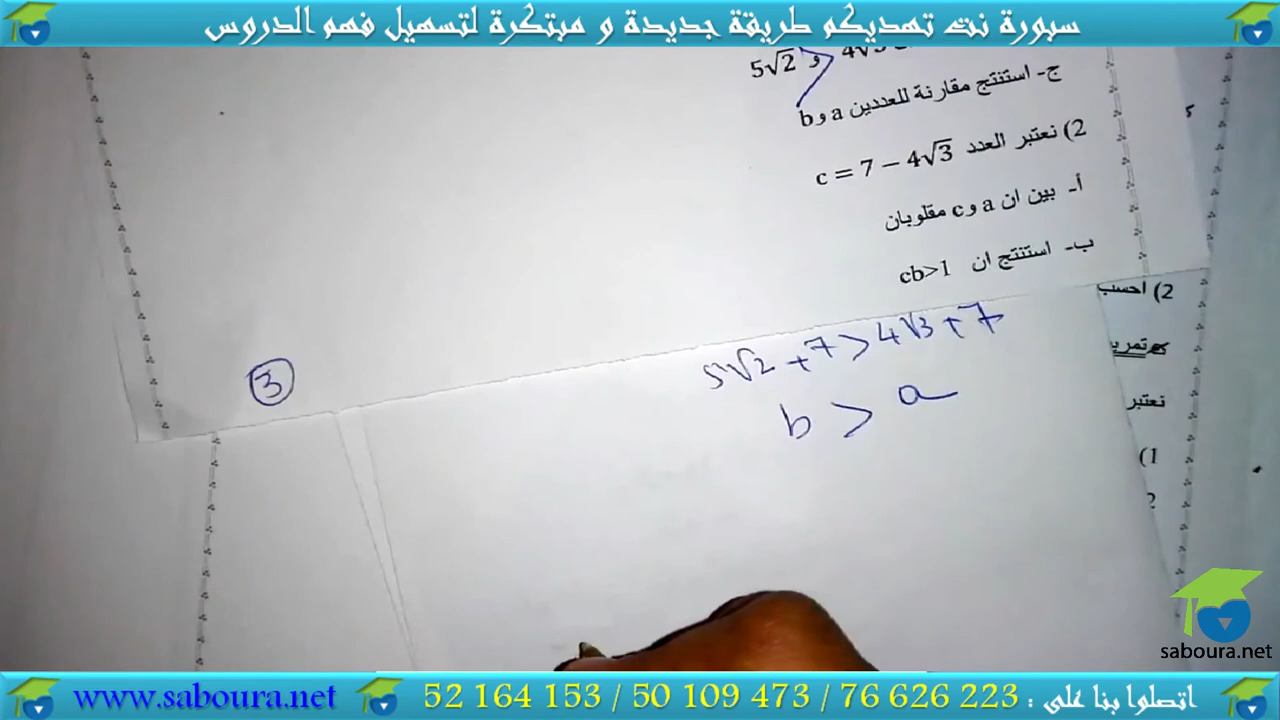 سبورة نت تهديكم طريقة جديدة و مبتكرة لتسهيل فهم الدروس
5√2 و
ج- استنتج مقارنة للعددين a و b
2) نعتبر العدد c = 7 − 4√3
أ- بين ان a و c مقلوبان
ب- استنتج ان cb>1
2) احسب
تمرين
نعتبر
1)
2
5√2 + 7 > 4√3 + 7
b > a
3
saboura.net
اتصلوا بنا على : 223 626 76 / 473 109 50 / 153 164 52
www.saboura.net